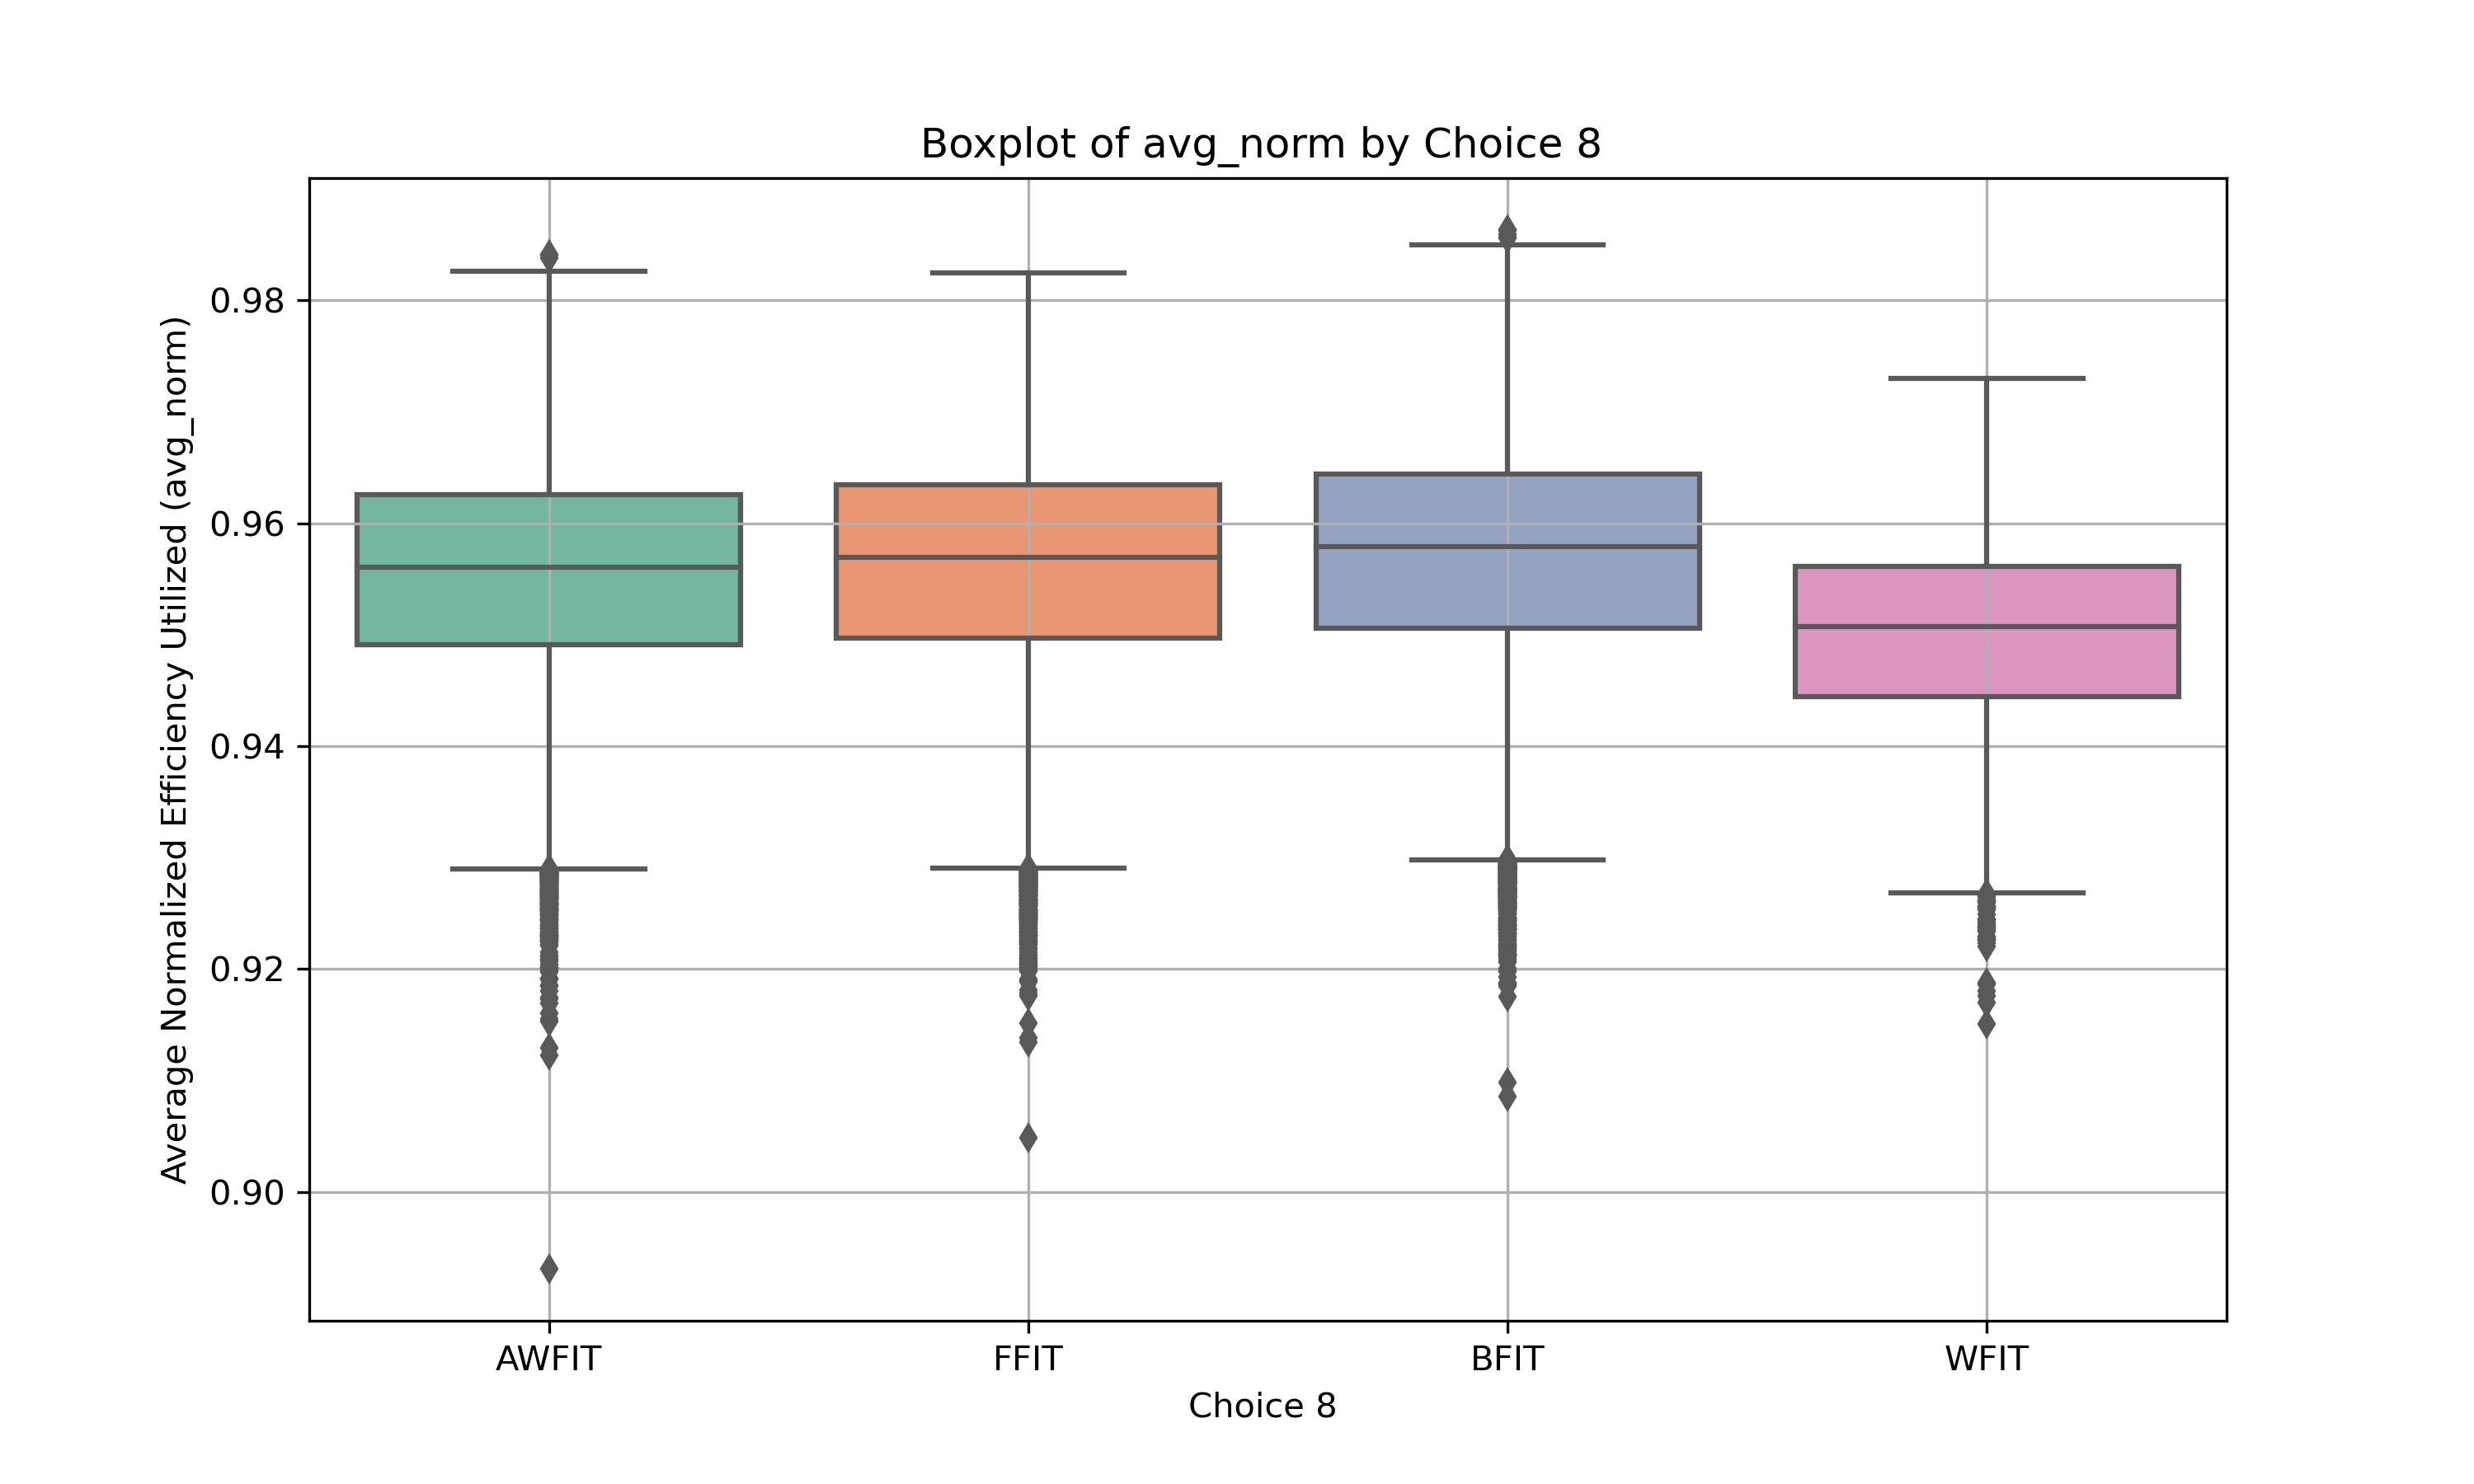 Boxplot of avg_norm by Choice 8
Average Normalized Efficiency Utilized (avg_norm)
0.98
0.96
0.94
0.92
0.90
AWFIT FFIT BFIT WFIT
Choice 8